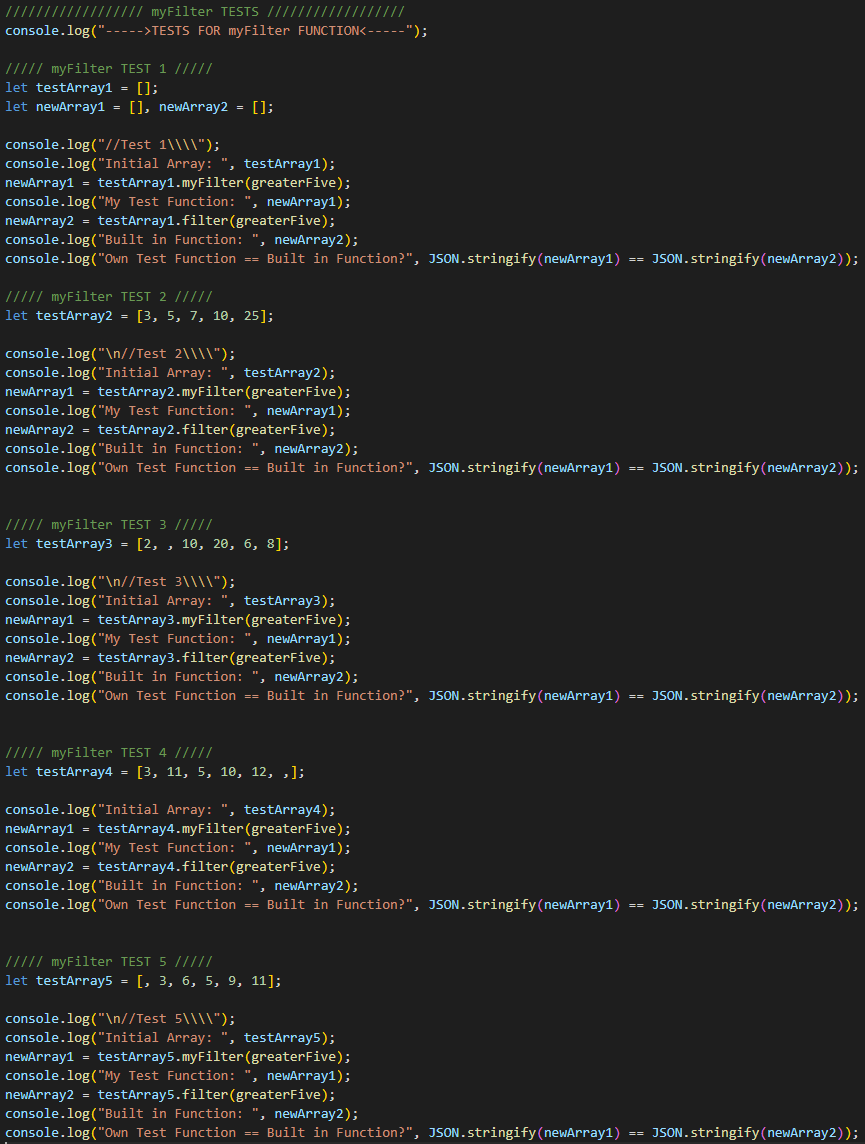 ////////////////// myFilter TESTS //////////////////
console.log("----->TESTS FOR myFilter FUNCTION<-----");
///// myFilter TEST 1 /////
let testArray1 = [];
let newArray1 = [], newArray2 = [];
console.log("//Test 1\\\\");
console.log("Initial Array: ", testArray1);
newArray1 = testArray1.myFilter(greaterFive);
console.log("My Test Function: ", newArray1);
newArray2 = testArray1.filter(greaterFive);
console.log("Built in Function: ", newArray2);
console.log("Own Test Function == Built in Function?", JSON.stringify(newArray1) == JSON.stringify(newArray2));
///// myFilter TEST 2 /////
let testArray2 = [3, 5, 7, 10, 25];
console.log("\n//Test 2\\\\");
console.log("Initial Array: ", testArray2);
newArray1 = testArray2.myFilter(greaterFive);
console.log("My Test Function: ", newArray1);
newArray2 = testArray2.filter(greaterFive);
console.log("Built in Function: ", newArray2);
console.log("Own Test Function == Built in Function?", JSON.stringify(newArray1) == JSON.stringify(newArray2));
///// myFilter TEST 3 /////
let testArray3 = [2, , 10, 20, 6, 8];
console.log("\n//Test 3\\\\");
console.log("Initial Array: ", testArray3);
newArray1 = testArray3.myFilter(greaterFive);
console.log("My Test Function: ", newArray1);
newArray2 = testArray3.filter(greaterFive);
console.log("Built in Function: ", newArray2);
console.log("Own Test Function == Built in Function?", JSON.stringify(newArray1) == JSON.stringify(newArray2));
///// myFilter TEST 4 /////
let testArray4 = [3, 11, 5, 10, 12, ,];
console.log("Initial Array: ", testArray4);
newArray1 = testArray4.myFilter(greaterFive);
console.log("My Test Function: ", newArray1);
newArray2 = testArray4.filter(greaterFive);
console.log("Built in Function: ", newArray2);
console.log("Own Test Function == Built in Function?", JSON.stringify(newArray1) == JSON.stringify(newArray2));
///// myFilter TEST 5 /////
let testArray5 = [, 3, 6, 5, 9, 11];
console.log("\n//Test 5\\\\");
console.log("Initial Array: ", testArray5);
newArray1 = testArray5.myFilter(greaterFive);
console.log("My Test Function: ", newArray1);
newArray2 = testArray5.filter(greaterFive);
console.log("Built in Function: ", newArray2);
console.log("Own Test Function == Built in Function?", JSON.stringify(newArray1) == JSON.stringify(newArray2));